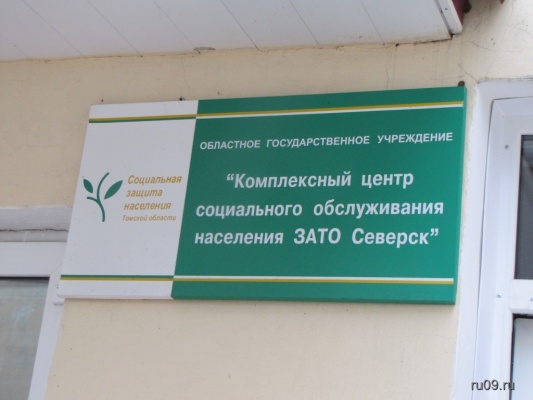 Социальная
защита
населения
Томской области
ОБЛАСТНОЕ ГОСУДАРСТВЕННОЕ УЧРЕЖДЕНИЕ
“Комплексный центр
социального обслуживания
населения ЗАТО Северск”
ru09.ru